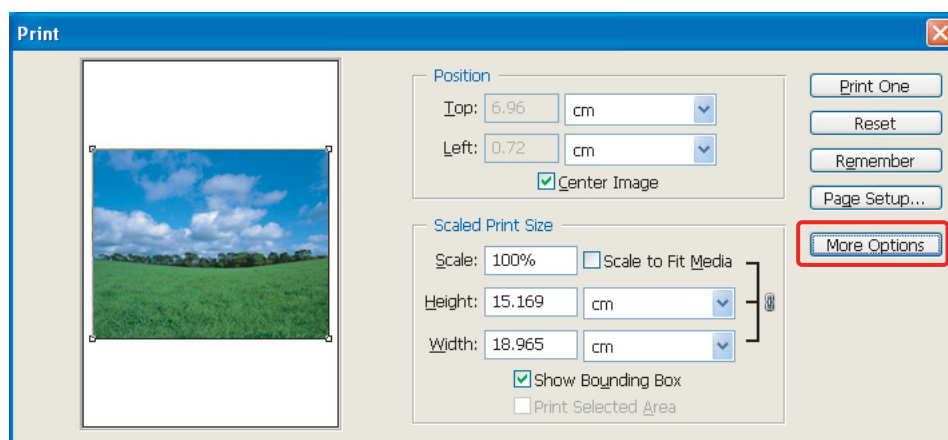 Print
Position
Top: 6.96 cm
Left: 0.72 cm
Center Image
Scaled Print Size
Scale: 100% Scale to Fit Media
Height: 15.169 cm
Width: 18.965 cm
Show Bounding Box
Print Selected Area
Print One
Reset
Remember
Page Setup...
More Options